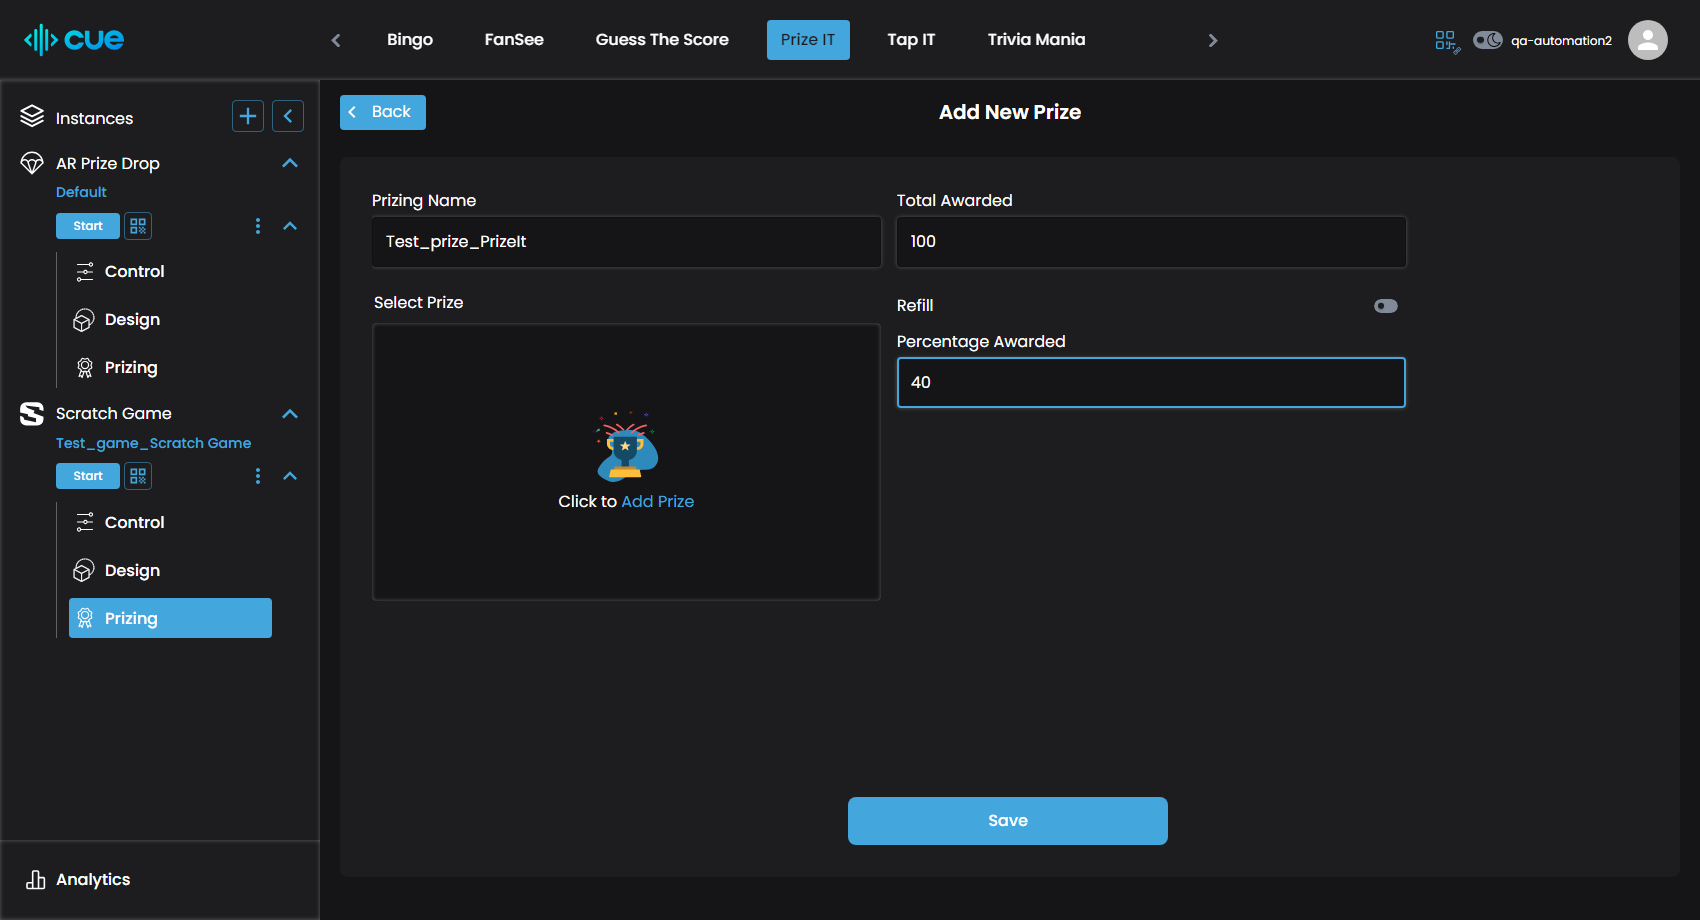 cue
Bingo
FanSee
Guess The Score
Prize IT
Tap IT
Trivia Mania
qa-automation2
Instances
AR Prize Drop
Default
Start
Control
Design
Prizing
Scratch Game
Test_game_Scratch Game
Start
Control
Design
Prizing
Analytics
Back
Add New Prize
Prizing Name
Test_prize_PrizeIt
Total Awarded
100
Select Prize
Click to Add Prize
Refill
Percentage Awarded
40
Save